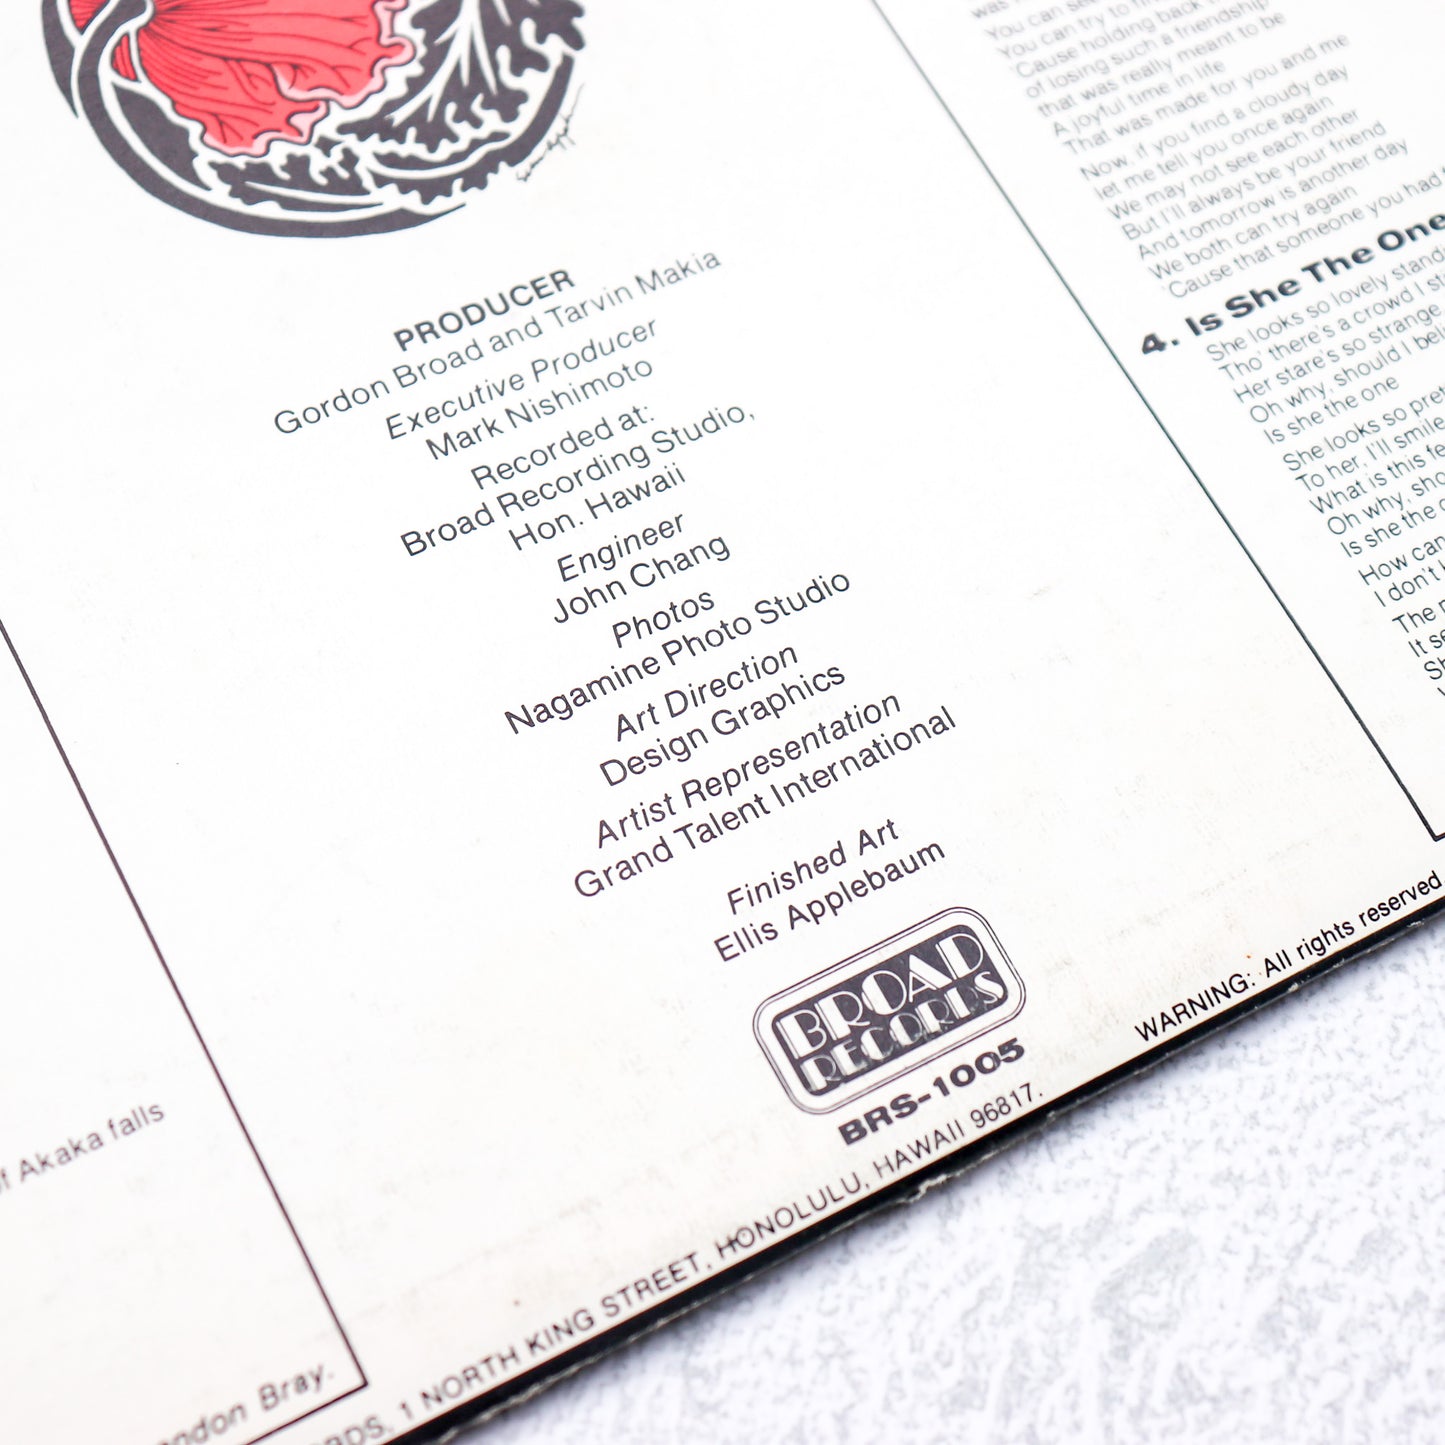 of Akaka falls
Bray.
PRODUCER
Gordon Broad and Tarvin Makia
Executive Producer
Mark Nishimoto
Recorded at:
Broad Recording Studio,
Hon. Hawaii
Engineer
John Chang
Photos
Nagamine Photo Studio
Art Direction
Design Graphics
Artist Representation
Grand Talent International
Finished Art
Ellis Applebaum
BROAD
RECORDS
BRS-1005
1 NORTH KING STREET, HONOLULU, HAWAII 96817.
WARNING: All rights reserved.
You can see
You can try to
'Cause holding back
of losing such a friendship
that was really meant to be
A joyful time in life
That was made for you and me
Now, if you find a cloudy day
let me tell you once again
We may not see each other
But I'll always be your friend
And tomorrow is another day
We both can try again
'Cause that someone you had
4. Is She The One
She looks so lovely
Tho' there's a crowd I
Her stare's so strange
Oh why, should I
Is she the one
She looks so
To her, I'll smile
What is this
Oh why,
Is she the
How can
I don't
The
It